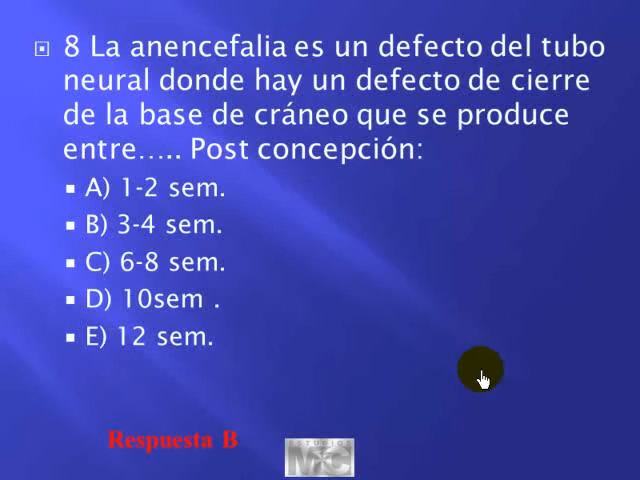 8 La anencefalia es un defecto del tubo
neural donde hay un defecto de cierre
de la base de cráneo que se produce
entre….. Post concepción:
A) 1-2 sem.
B) 3-4 sem.
C) 6-8 sem.
D) 10sem .
E) 12 sem.
Respuesta B
ESTUDIOS
MC